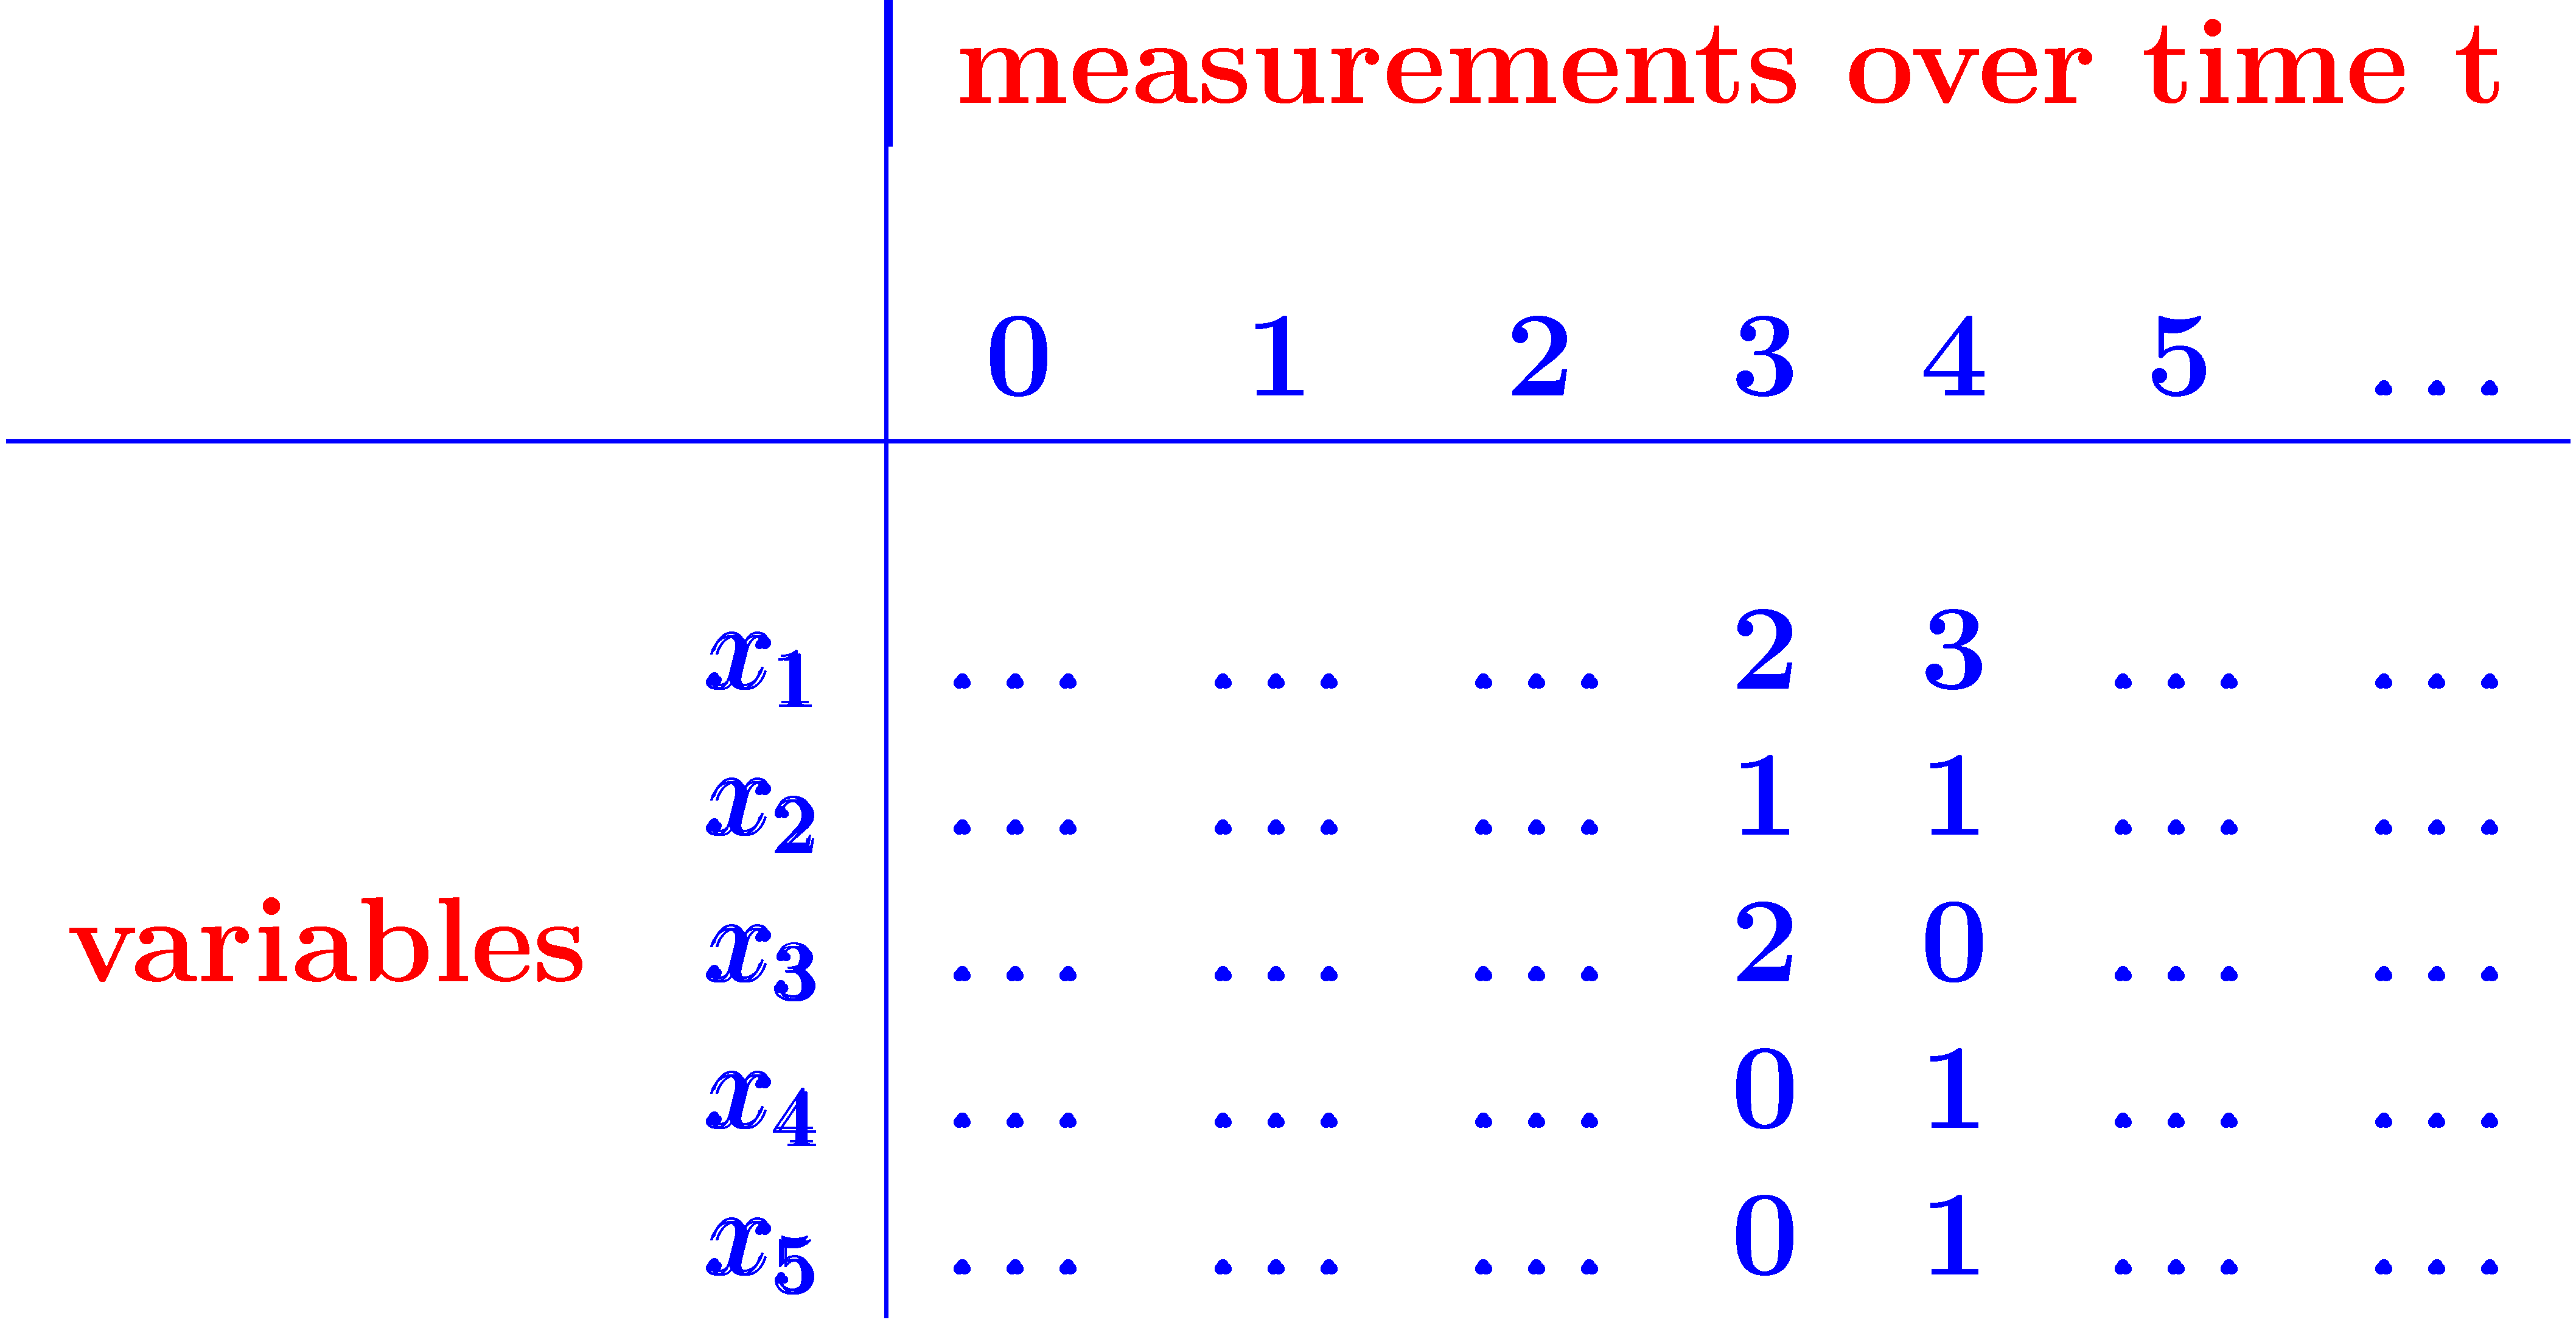 measurements over time t
0 1 2 3 4 5 ...
x₁ ... ... ... 2 3 ... ...
x₂ ... ... ... 1 1 ... ...
variables x₃ ... ... ... 2 0 ... ...
x₄ ... ... ... 0 1 ... ...
x₅ ... ... ... 0 1 ... ...